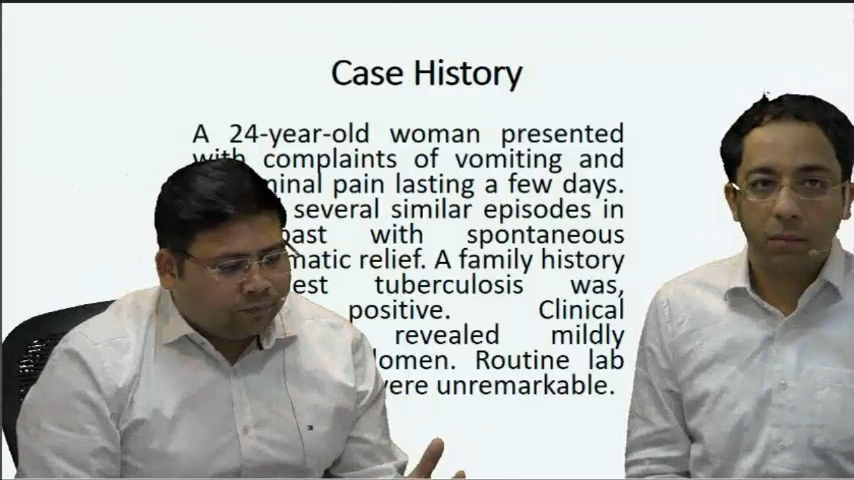 Case History
A 24-year-old woman presented
with complaints of vomiting and
minal pain lasting a few days.
several similar episodes in
past with spontaneous
matic relief. A family history
est tuberculosis was,
positive. Clinical
revealed mildly
domen. Routine lab
were unremarkable.